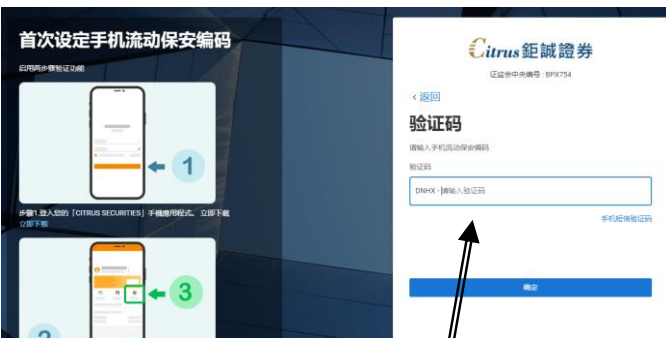 首次设定手机流动保安编码
启用两步骤验证功能
1
步骤1.登入您的「CITRUS SECURITIES」手機應用程式. 立即下載
立即下载
3
2
Citrus 鉅誠證券
证监会中央编号 : BPX754
< 返回
验证码
请输入手机流动保安编码
验证码
DNHX - 请输入验证码
手机短信验证码
确定